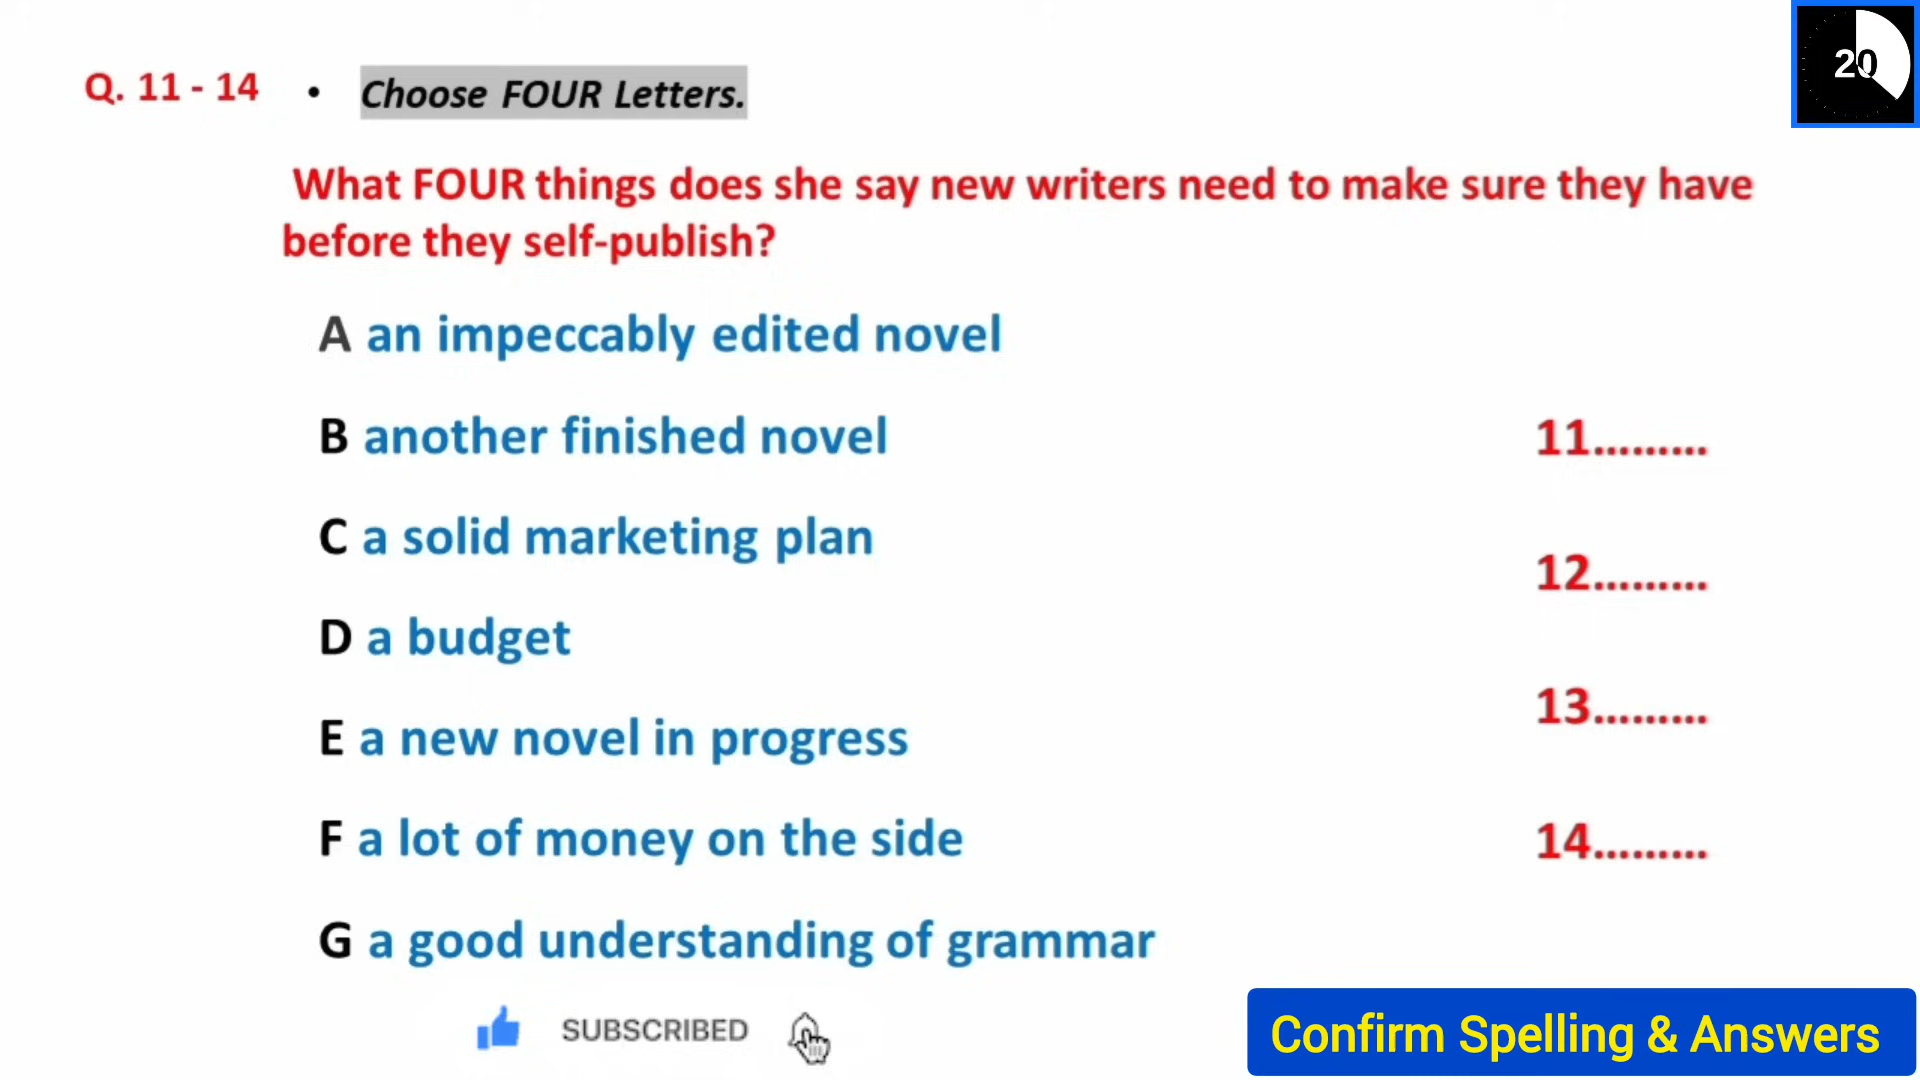 20
Q. 11 - 14 • Choose FOUR Letters.
What FOUR things does she say new writers need to make sure they have
before they self-publish?
A an impeccably edited novel
B another finished novel
11.........
C a solid marketing plan
12.........
D a budget
13.........
E a new novel in progress
F a lot of money on the side
14.........
G a good understanding of grammar
SUBSCRIBED
Confirm Spelling & Answers